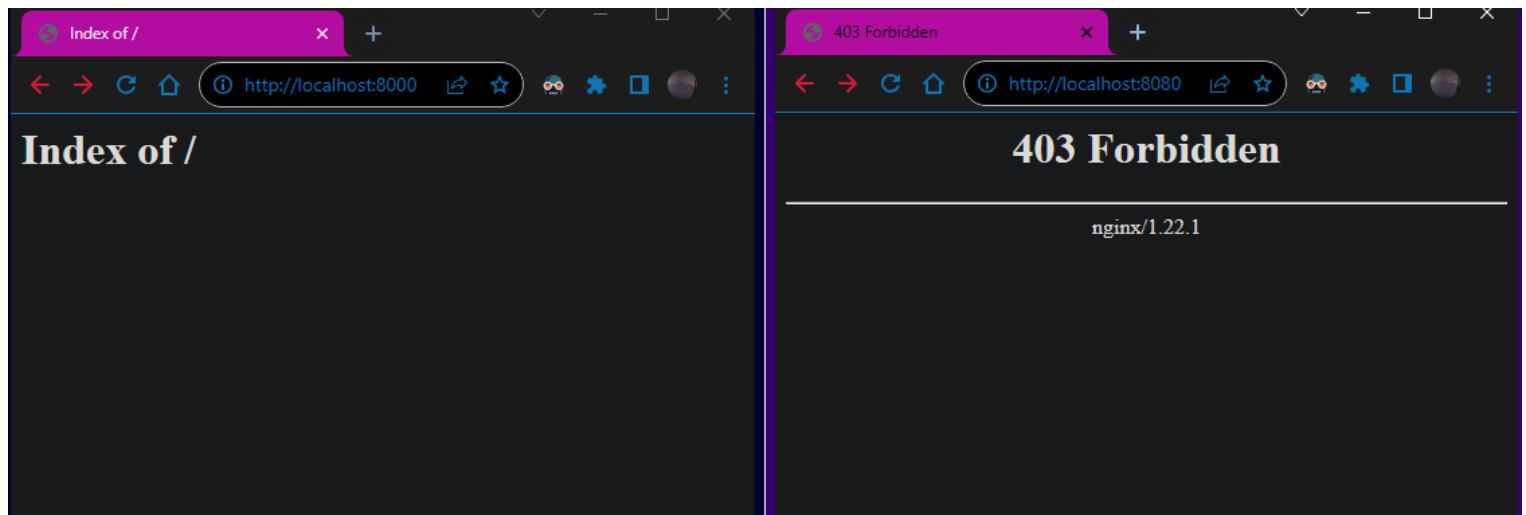 Index of /
http://localhost:8000
Index of /
403 Forbidden
http://localhost:8080
403 Forbidden
nginx/1.22.1